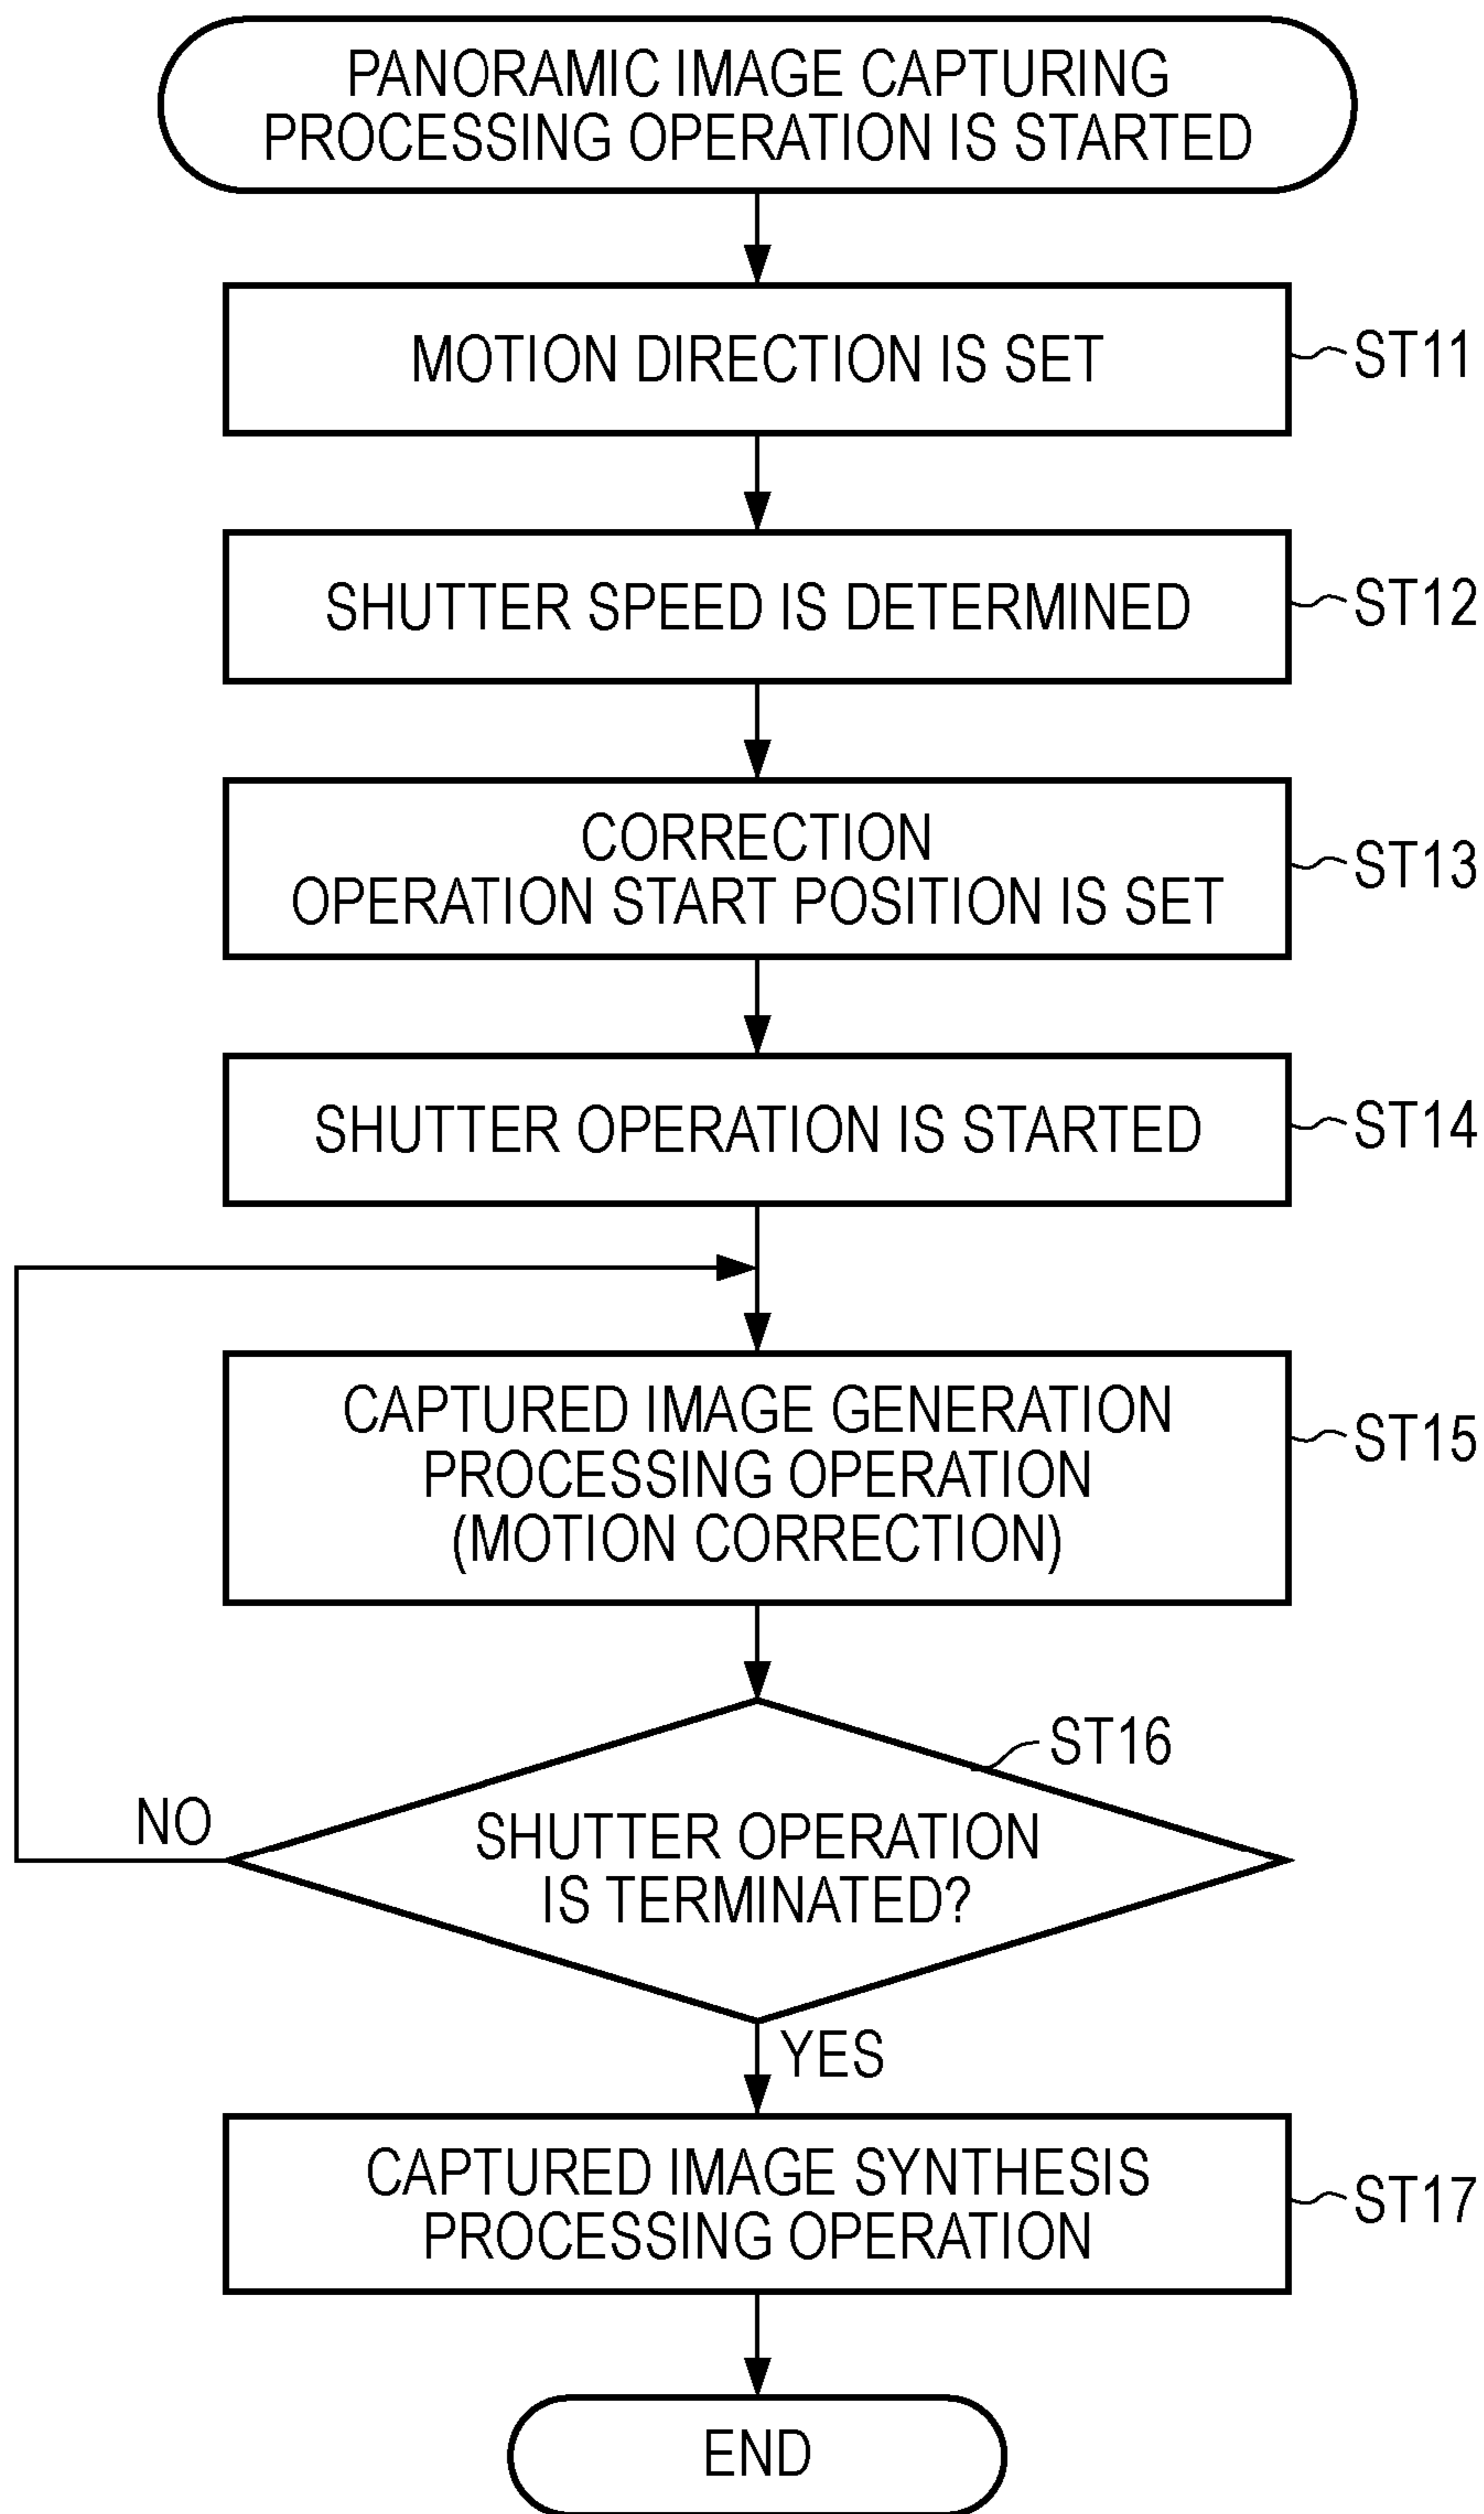 PANORAMIC IMAGE CAPTURING
PROCESSING OPERATION IS STARTED
MOTION DIRECTION IS SET
ST11
SHUTTER SPEED IS DETERMINED
ST12
CORRECTION
OPERATION START POSITION IS SET
ST13
SHUTTER OPERATION IS STARTED
ST14
CAPTURED IMAGE GENERATION
PROCESSING OPERATION
(MOTION CORRECTION)
ST15
ST16
SHUTTER OPERATION
IS TERMINATED?
NO
YES
CAPTURED IMAGE SYNTHESIS
PROCESSING OPERATION
ST17
END